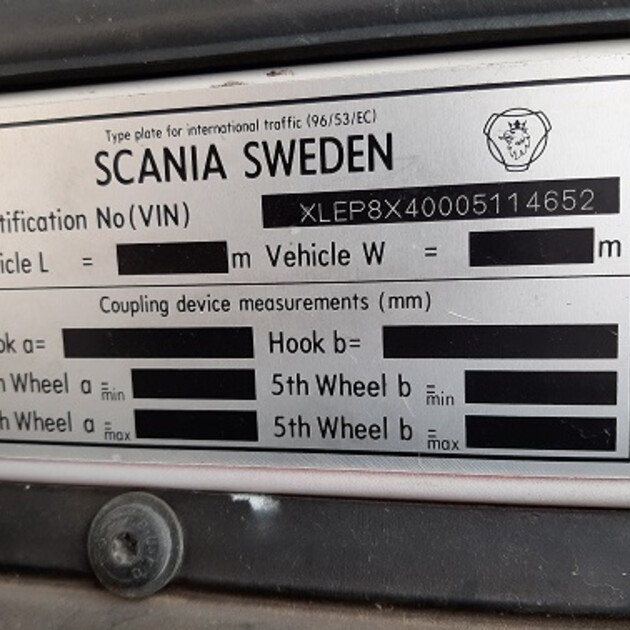 Type plate for international traffic (96/53/EC)
SCANIA SWEDEN
tification No (VIN) XLEP8X40005114652
icle L = m Vehicle W = m
Coupling device measurements (mm)
ok a= Hook b=
h Wheel a =min 5th Wheel b =min
h Wheel a =max 5th Wheel b =max